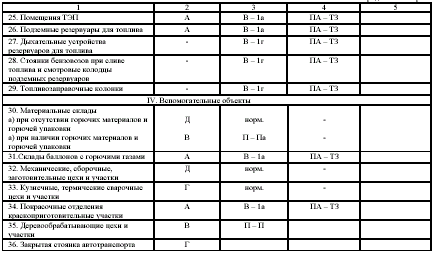 1 2 3 4 5
25. Помещения ТЭП А В – 1а ПА – Т3
26. Подземные резервуары для топлива А В – 1а ПА – Т3
27. Дыхательные устройства
резервуаров для топлива - В – 1г ПА – Т3
28. Стоянки бензовозов при сливе
топлива и смотровые колодцы
подземных резервуаров - В – 1г ПА – Т3
29. Топливозаправочные колонки - В – 1г ПА – Т3
IV. Вспомогательные объекты
30. Материальные склады
а) при отсутствии горючих материалов и
горючей упаковки Д норм. -
а) при наличии горючих материалов и
горючей упаковки В П – Па -
31.Склады баллонов с горючими газами А В – 1а ПА – Т3
32. Механические, сборочные,
заготовительные цехи и участки Д норм. -
33. Кузнечные, термические сварочные
цехи и участки Г норм. -
34. Покрасочные отделения
краскоприготовительные участки А В – 1а ПА – Т3
35. Деревообрабатывающие цехи и
участки В П – П -
36. Закрытая стоянка автотранспорта Г